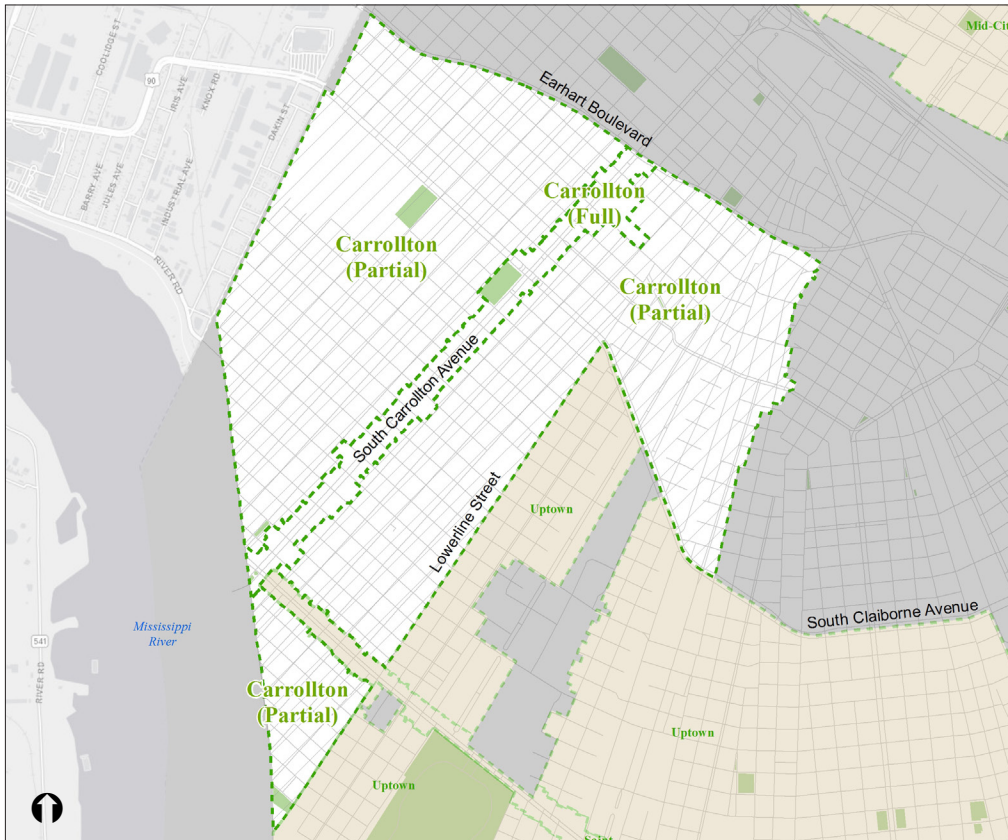 Mid-Cit
COOLIDGE ST
90
IRIS AVE
KNOX RD
DAKIN ST
Earhart Boulevard
BARRY AVE
JULES AVE
INDUSTRIAL AVE
Carrollton
(Full)
Carrollton
(Partial)
RIVER RD
Carrollton
(Partial)
South Carrollton Avenue
Lowerline Street
Uptown
South Claiborne Avenue
Mississippi
River
541
RIVER RD
Carrollton
(Partial)
Uptown
Uptown
Saint